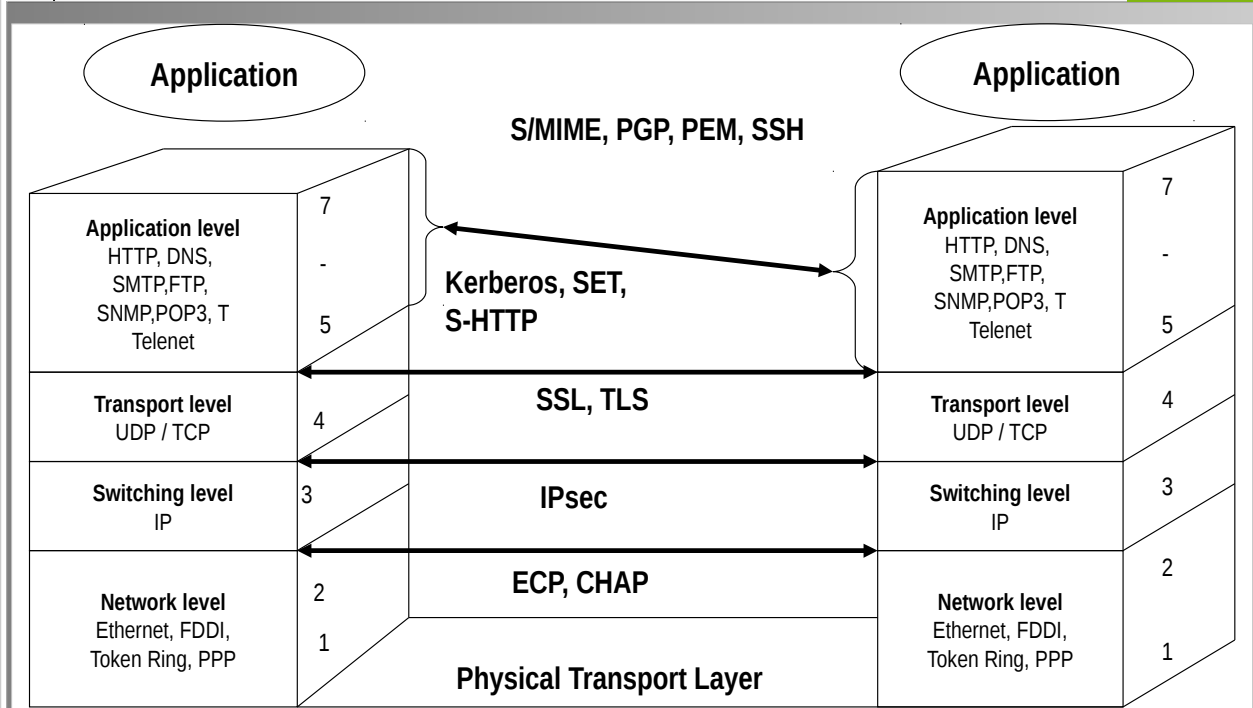 Application
Application
S/MIME, PGP, PEM, SSH
Application level
HTTP, DNS,
SMTP,FTP,
SNMP,POP3, T
Telenet
7
-
5
Kerberos, SET,
S-HTTP
Application level
HTTP, DNS,
SMTP,FTP,
SNMP,POP3, T
Telenet
7
-
5
Transport level
UDP / TCP
4
SSL, TLS
Transport level
UDP / TCP
4
Switching level
IP
3
IPsec
Switching level
IP
3
Network level
Ethernet, FDDI,
Token Ring, PPP
2
1
ECP, CHAP
Network level
Ethernet, FDDI,
Token Ring, PPP
2
1
Physical Transport Layer